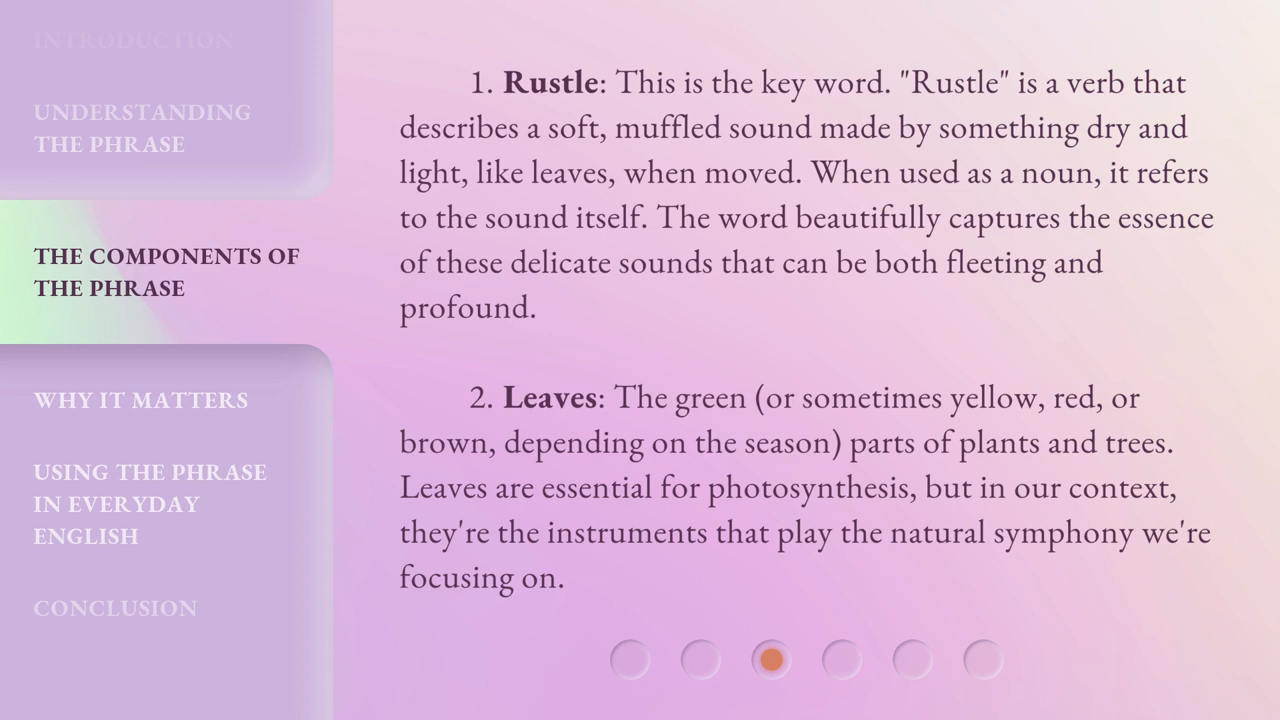 INTRODUCTION
UNDERSTANDING
THE PHRASE
THE COMPONENTS OF
THE PHRASE
WHY IT MATTERS
USING THE PHRASE
IN EVERYDAY
ENGLISH
CONCLUSION
1. Rustle: This is the key word. "Rustle" is a verb that
describes a soft, muffled sound made by something dry and
light, like leaves, when moved. When used as a noun, it refers
to the sound itself. The word beautifully captures the essence
of these delicate sounds that can be both fleeting and
profound.
2. Leaves: The green (or sometimes yellow, red, or
brown, depending on the season) parts of plants and trees.
Leaves are essential for photosynthesis, but in our context,
they're the instruments that play the natural symphony we're
focusing on.